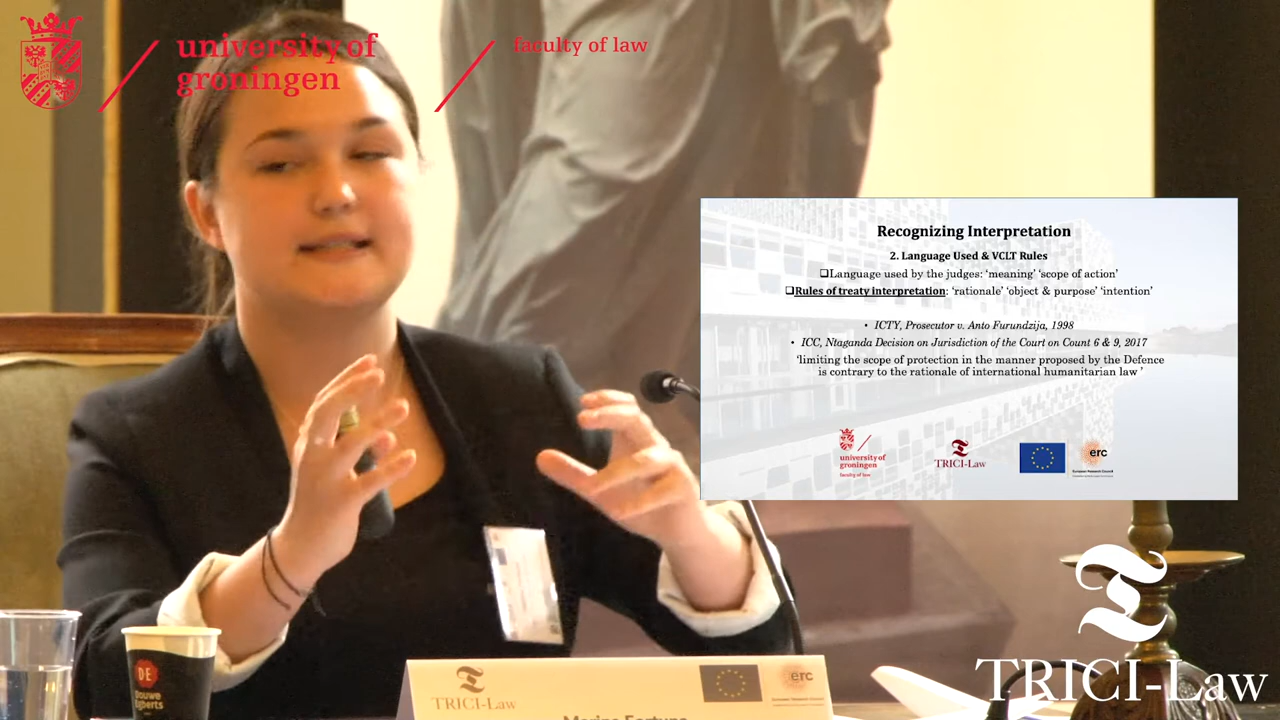 university of
groningen
faculty of law
Recognizing Interpretation
2. Language Used & VCLT Rules
❑Language used by the judges: ‘meaning’ ‘scope of action’
❑Rules of treaty interpretation: ‘rationale’ ‘object & purpose’ ‘intention’
• ICTY, Prosecutor v. Anto Furundzija, 1998
• ICC, Ntaganda Decision on Jurisdiction of the Court on Count 6 & 9, 2017
‘limiting the scope of protection in the manner proposed by the Defence
is contrary to the rationale of international humanitarian law ’
university of
groningen
faculty of law
TRICI-Law
erc
European Research Council
DE
Douwe
Egberts
TRICI-Law
erc
TRICI-Law